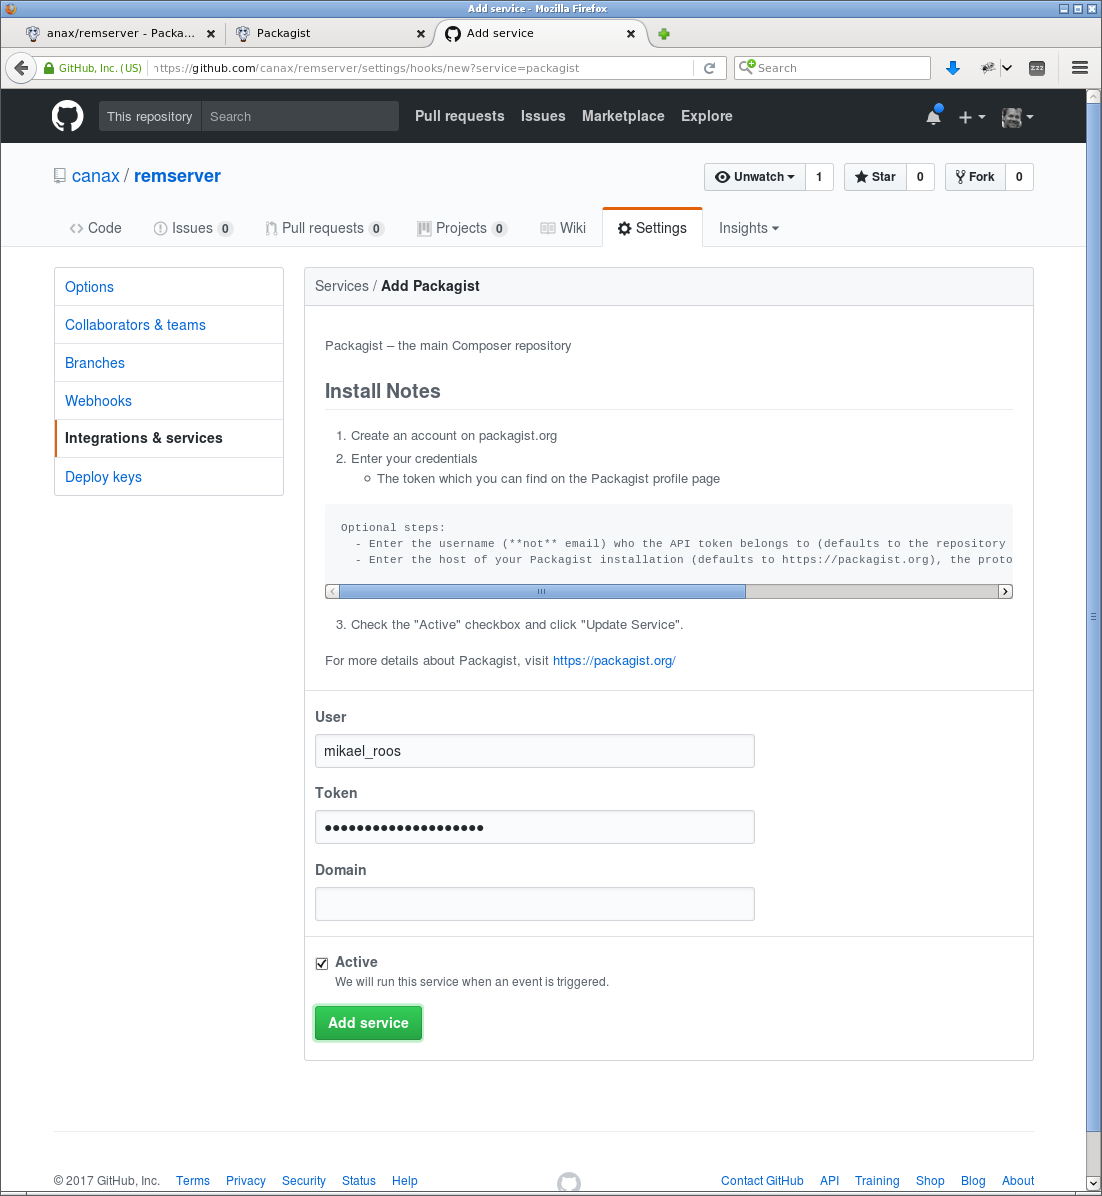 Add service - Mozilla Firefox
anax/remserver - Packa...
Packagist
Add service
GitHub, Inc. (US)
https://github.com/canax/remserver/settings/hooks/new?service=packagist
Search
This repository
Search
Pull requests
Issues
Marketplace
Explore
canax / remserver
Unwatch
1
Star
0
Fork
0
Code
Issues 0
Pull requests 0
Projects 0
Wiki
Settings
Insights
Options
Collaborators & teams
Branches
Webhooks
Integrations & services
Deploy keys
Services / Add Packagist
Packagist – the main Composer repository
Install Notes
1. Create an account on packagist.org
2. Enter your credentials
The token which you can find on the Packagist profile page
Optional steps:
- Enter the username (**not** email) who the API token belongs to (defaults to the repository
- Enter the host of your Packagist installation (defaults to https://packagist.org), the proto
3. Check the "Active" checkbox and click "Update Service".
For more details about Packagist, visit https://packagist.org/
User
mikael_roos
Token
Domain
Active
We will run this service when an event is triggered.
Add service
© 2017 GitHub, Inc.
Terms
Privacy
Security
Status
Help
Contact GitHub
API
Training
Shop
Blog
About